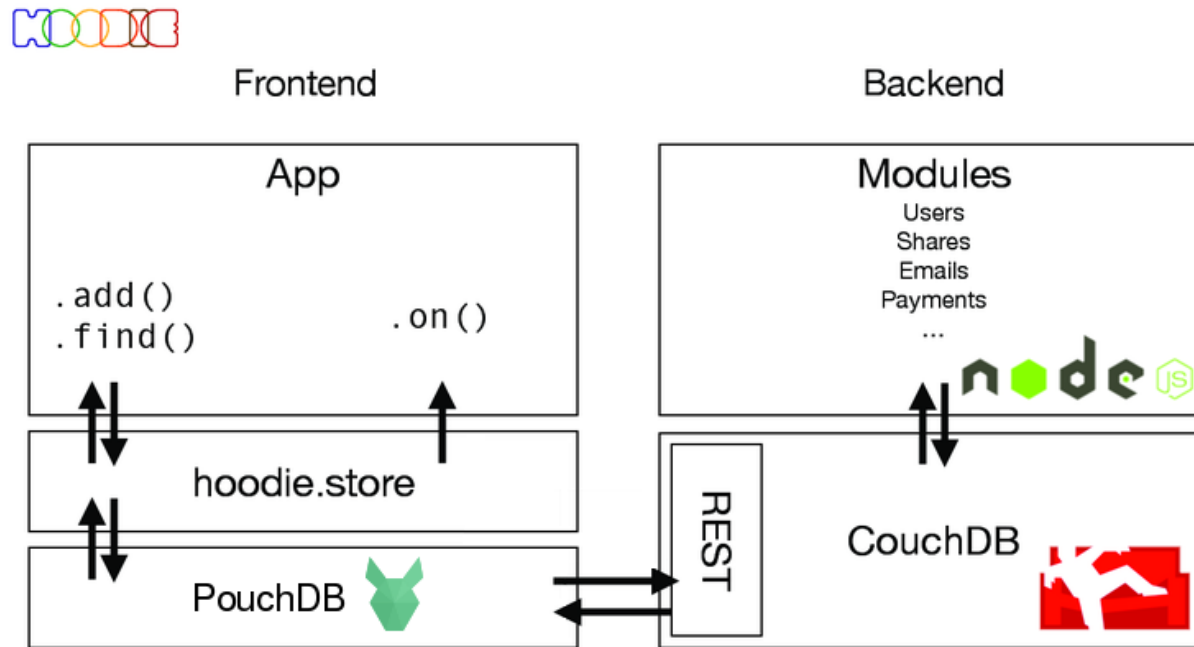 HOODIE
Frontend
Backend
App
.add()
.find()
.on()
hoodie.store
PouchDB
Modules
Users
Shares
Emails
Payments
...
node
JS
REST
CouchDB